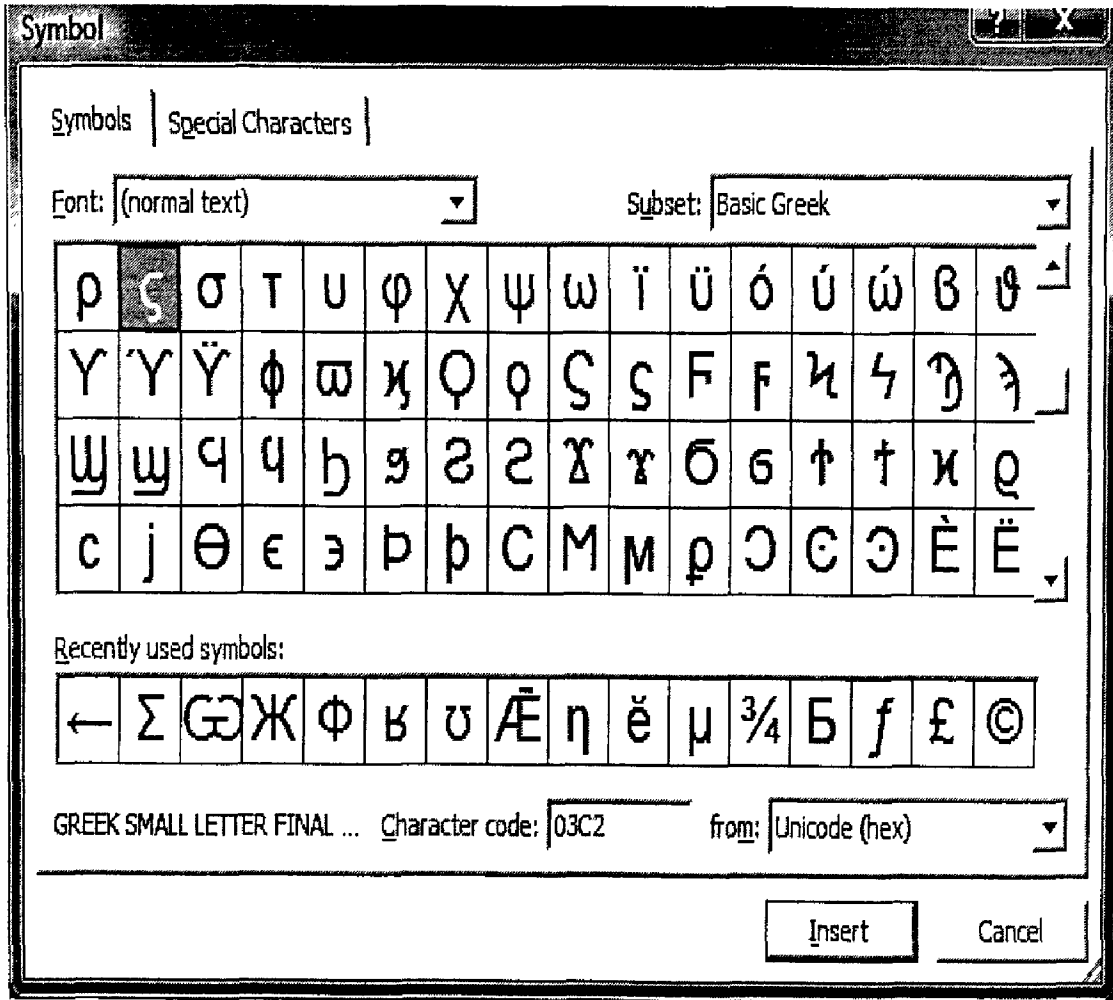 Symbol ? X
Symbols Special Characters
Font: (normal text) Subset: Basic Greek
ρ ς σ τ υ φ χ ψ ω ϊ ϋ ό ύ ώ ϐ ϑ
ϒ ϓ ϔ ϕ ϖ ϗ Ϙ ϙ Ϛ ϛ Ϝ ϝ Ϟ ϟ Ϡ ϡ
Ϣ ϣ Ϥ ϥ Ϧ ϧ Ϩ ϩ Ϫ ϫ Ϭ ϭ Ϯ ϯ ϰ ϱ
ϲ ϳ ϴ ϵ ϶ Ϸ ϸ Ϲ Ϻ ϻ ϼ Ͻ Ͼ Ͽ Ѐ Ё
Recently used symbols:
← Σ Ж Ф ʁ ʊ Ǣ η ĕ µ ¾ Б ƒ £ ©
GREEK SMALL LETTER FINAL ... Character code: 03C2 from: Unicode (hex)
Insert Cancel